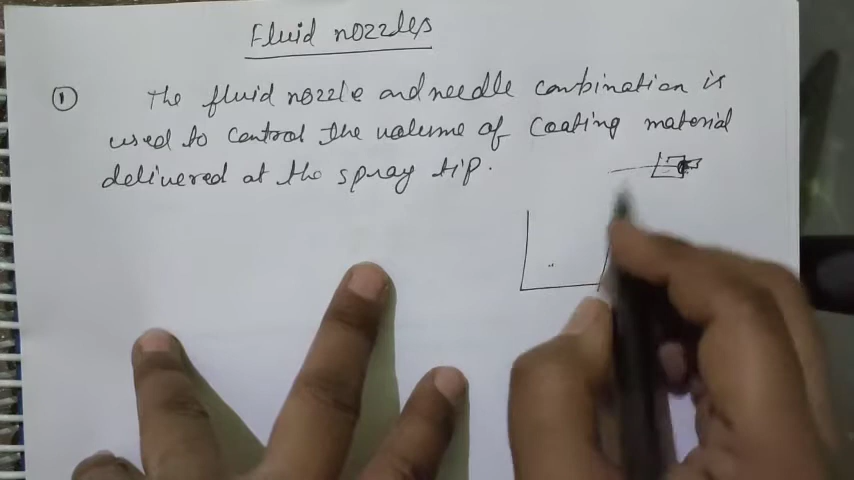 Fluid nozzles
① The fluid nozzle and needle combination is
used to control the volume of coating material
delivered at the spray tip.